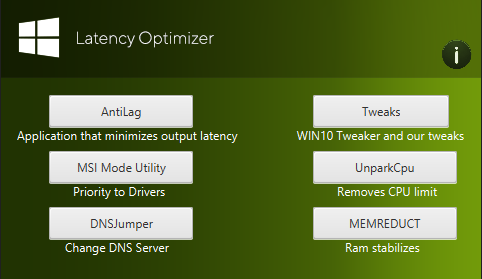 Latency Optimizer
i
AntiLag
Application that minimizes output latency
Tweaks
WIN10 Tweaker and our tweaks
MSI Mode Utility
Priority to Drivers
UnparkCpu
Removes CPU limit
DNSJumper
Change DNS Server
MEMREDUCT
Ram stabilizes